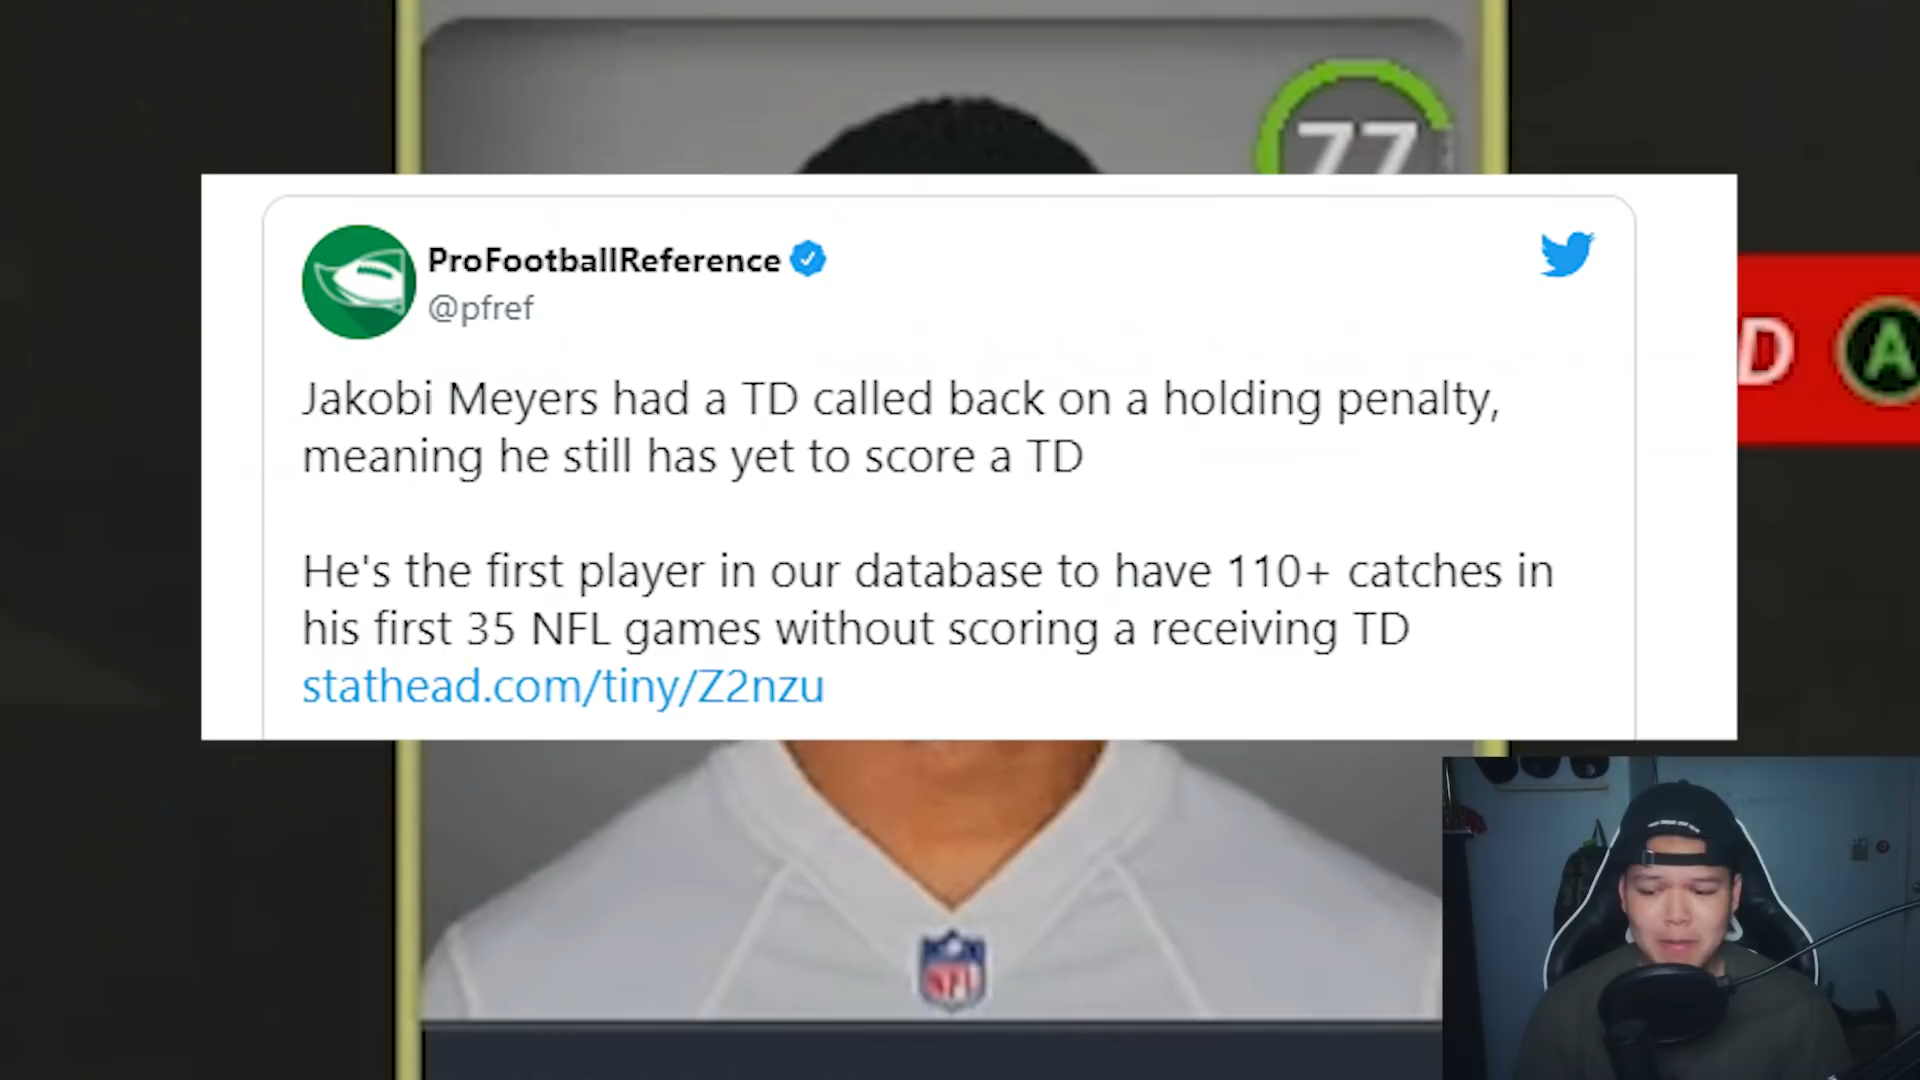 77
ProFootballReference
@pfref
D A
Jakobi Meyers had a TD called back on a holding penalty,
meaning he still has yet to score a TD
He's the first player in our database to have 110+ catches in
his first 35 NFL games without scoring a receiving TD
stathead.com/tiny/Z2nzu
NFL